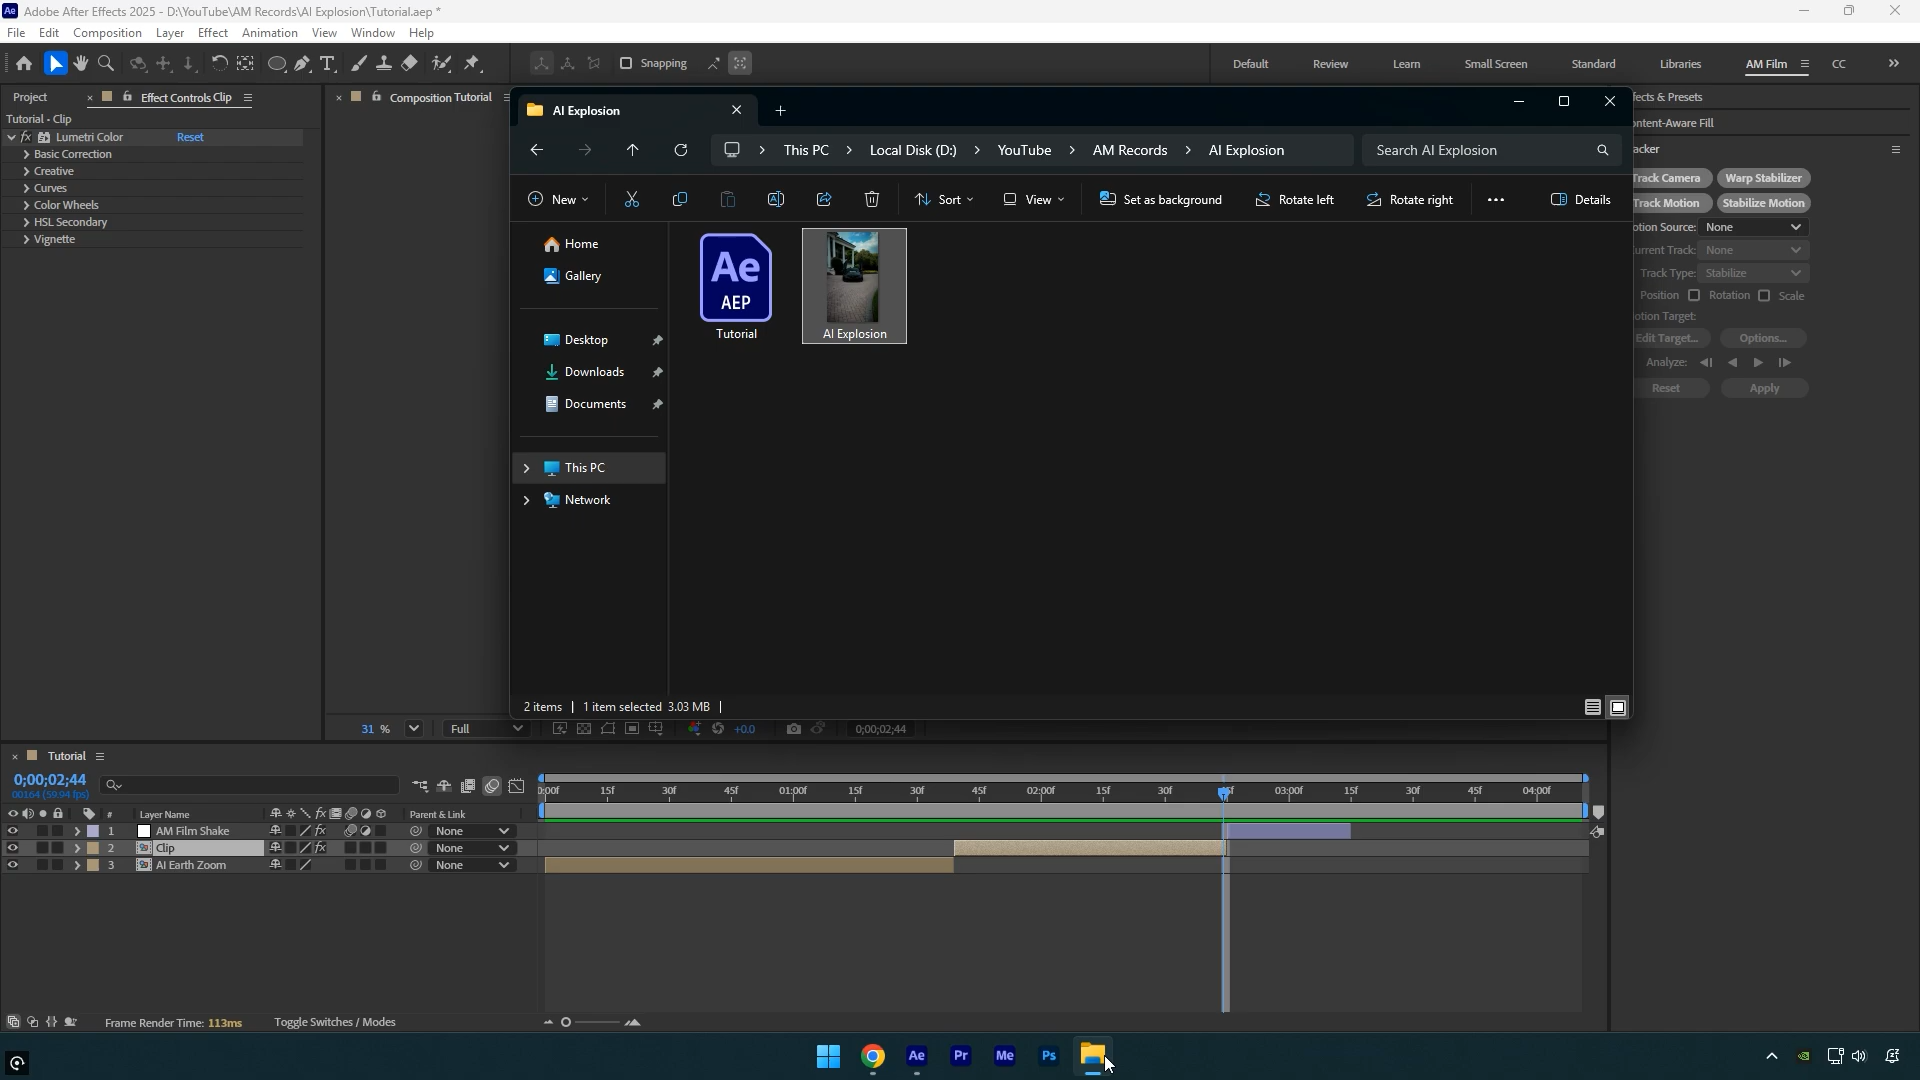 Adobe After Effects 2025 - D:\YouTube\AM Records\AI Explosion\Tutorial.aep *
File Edit Composition Layer Effect Animation View Window Help
Snapping Default Review Learn Small Screen Standard Libraries AM Film CC
Project Effect Controls Clip
Composition Tutorial
Tutorial - Clip
fx Lumetri Color Reset
Basic Correction
Creative
Curves
Color Wheels
HSL Secondary
Vignette
AI Explosion
This PC Local Disk (D:) YouTube AM Records AI Explosion
Search AI Explosion
New Sort View Set as background Rotate left Rotate right Details
Home
Gallery
Desktop
Downloads
Documents
This PC
Network
Ae
AEP
Tutorial
AI Explosion
2 items 1 item selected 3.03 MB
fects & Presets
ontent-Aware Fill
acker
Track Camera Warp Stabilizer
Track Motion Stabilize Motion
otion Source: None
urrent Track: None
Track Type: Stabilize
Position Rotation Scale
otion Target:
Edit Target... Options...
Analyze:
Reset Apply
31 % Full +0.0 0;00;02;44
Tutorial
0;00;02;44
00164 (59.94 fps)
0:00f 15f 30f 45f 01:00f 15f 30f 45f 02:00f 15f 30f 03:00f 15f 30f 45f 04:00f
# Layer Name fx Parent & Link
1 AM Film Shake fx None
2 Clip fx None
3 AI Earth Zoom None
Frame Render Time: 113ms Toggle Switches / Modes
Ae Pr Me Ps